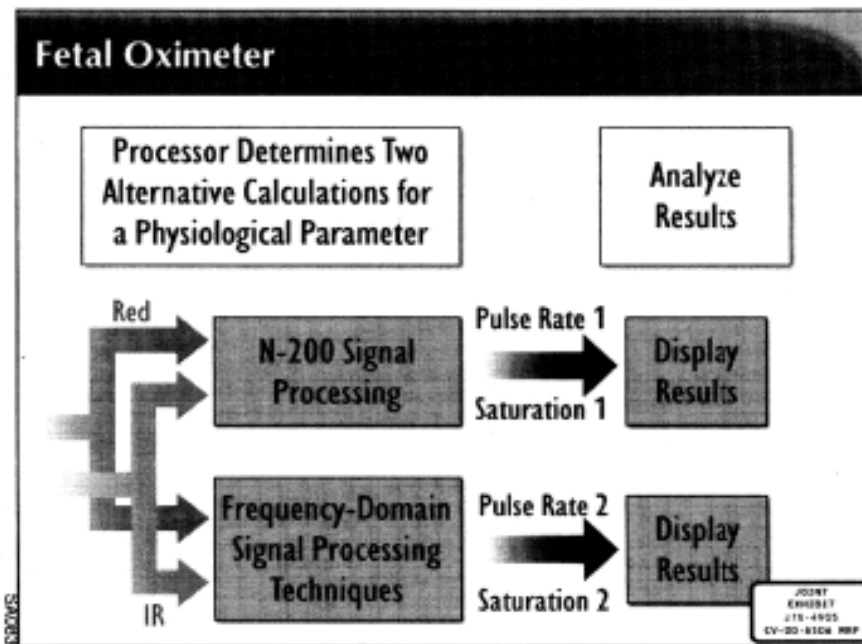 Fetal Oximeter
Processor Determines Two
Alternative Calculations for
a Physiological Parameter
Analyze
Results
Red
N-200 Signal
Processing
Pulse Rate 1
Saturation 1
Display
Results
Frequency-Domain
Signal Processing
Techniques
IR
Pulse Rate 2
Saturation 2
Display
Results
JOINT
EXHIBIT